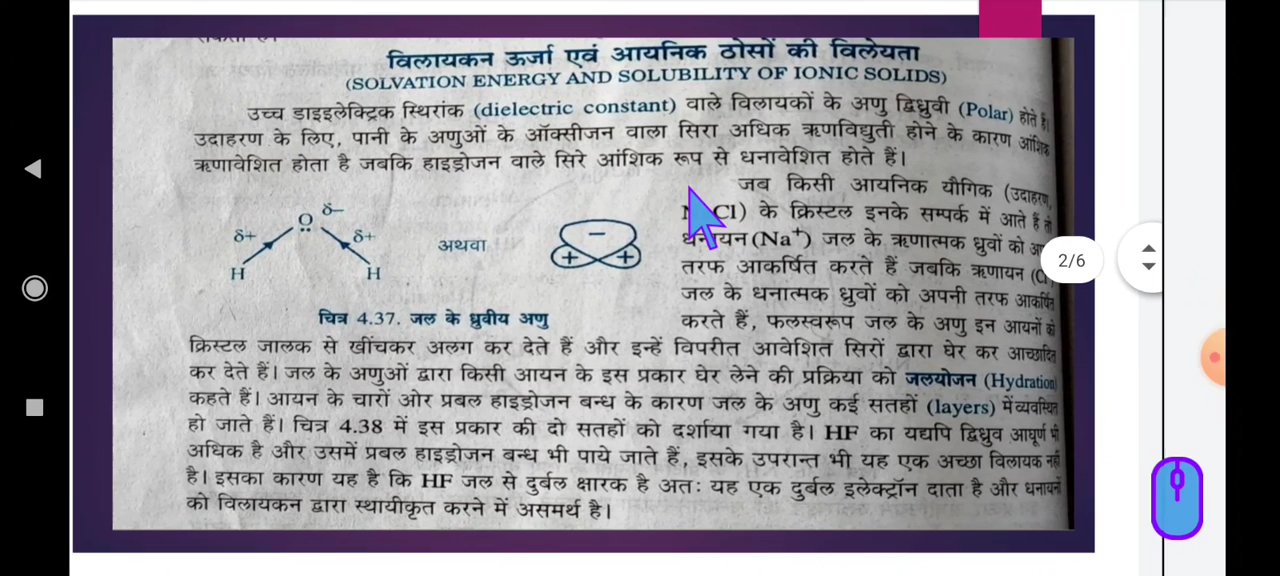 विलायकन ऊर्जा एवं आयनिक ठोसों की विलेयता
(SOLVATION ENERGY AND SOLUBILITY OF IONIC SOLIDS)
उच्च डाइइलेक्ट्रिक स्थिरांक (dielectric constant) वाले विलायकों के अणु द्विध्रुवी (Polar) होते हैं।
उदाहरण के लिए, पानी के अणुओं के ऑक्सीजन वाला सिरा अधिक ऋणविद्युती होने के कारण आंशिक
ऋणावेशित होता है जबकि हाइड्रोजन वाले सिरे आंशिक रूप से धनावेशित होते हैं।
जब किसी आयनिक यौगिक (उदाहरण,
Cl) के क्रिस्टल इनके सम्पर्क में आते हैं तो
(Na⁺) जल के ऋणात्मक ध्रुवों को
तरफ आकर्षित करते हैं जबकि ऋणायन
जल के धनात्मक ध्रुवों को अपनी तरफ आकर्षित
करते हैं, फलस्वरूप जल के अणु इन आयनों को
δ+ O δ– δ+
H H
अथवा
– + +
चित्र 4.37. जल के ध्रुवीय अणु
क्रिस्टल जालक से खींचकर अलग कर देते हैं और इन्हें विपरीत आवेशित सिरों द्वारा घेर कर आच्छादित
कर देते हैं। जल के अणुओं द्वारा किसी आयन के इस प्रकार घेर लेने की प्रक्रिया को जलयोजन (Hydration)
कहते हैं। आयन के चारों ओर प्रबल हाइड्रोजन बन्ध के कारण जल के अणु कई सतहों (layers) में व्यवस्थित
हो जाते हैं। चित्र 4.38 में इस प्रकार की दो सतहों को दर्शाया गया है। HF का यद्यपि द्विध्रुव आघूर्ण भी
अधिक है और उसमें प्रबल हाइड्रोजन बन्ध भी पाये जाते हैं, इसके उपरान्त भी यह एक अच्छा विलायक नहीं
है। इसका कारण यह है कि HF जल से दुर्बल क्षारक है अतः यह एक दुर्बल इलेक्ट्रॉन दाता है और धनायनों
को विलायकन द्वारा स्थायीकृत करने में असमर्थ है।
2/6